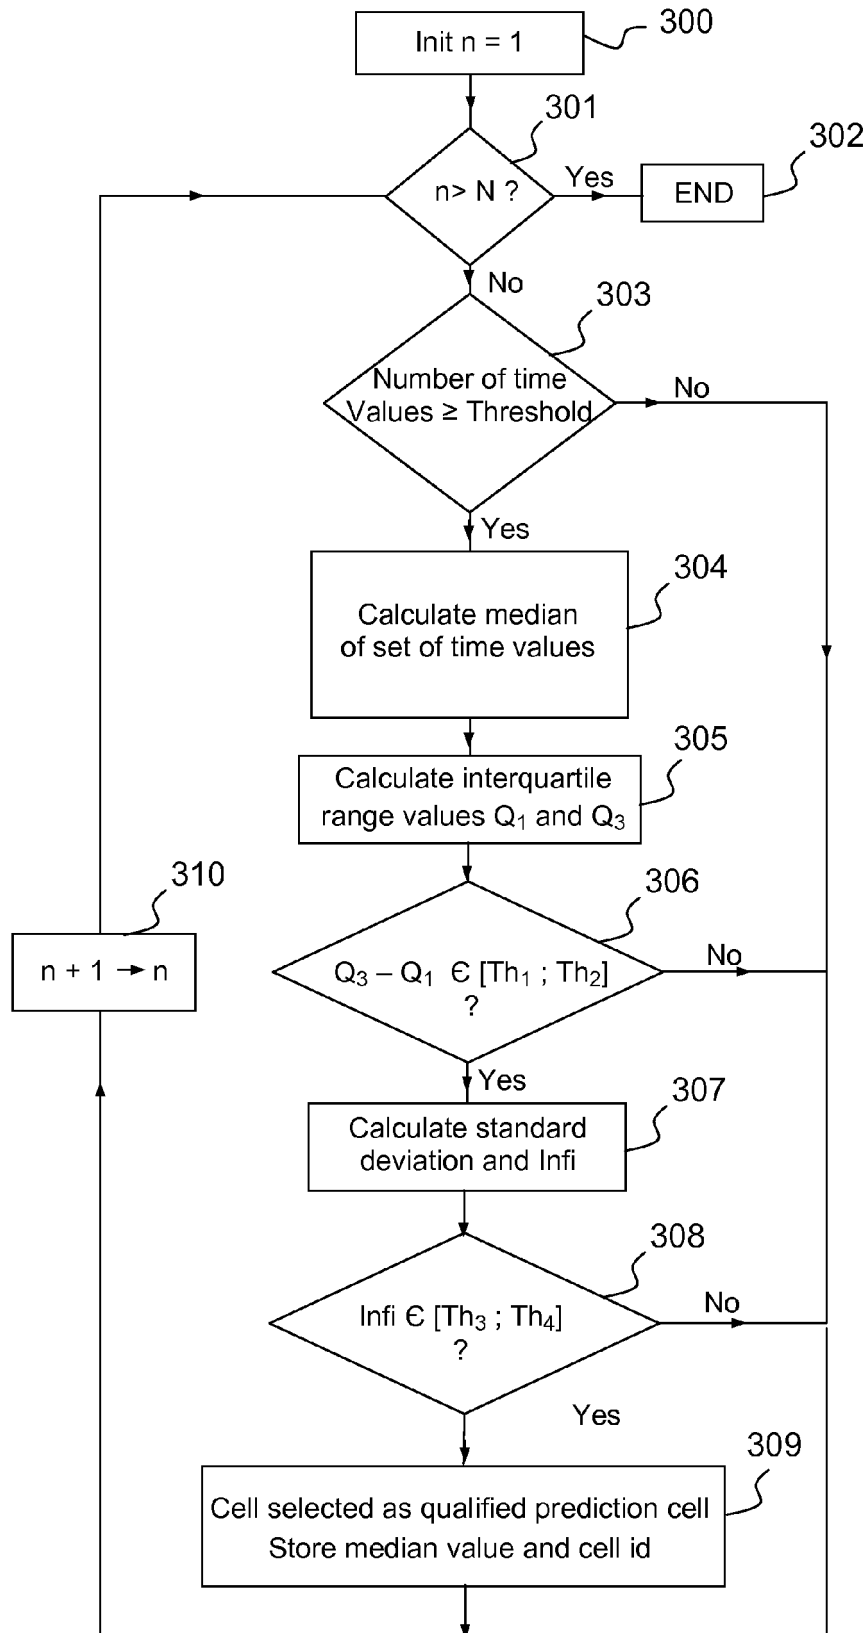 Init n = 1
300
301
n> N ?
Yes
END
302
No
303
Number of time
Values ≥ Threshold
No
Yes
304
Calculate median
of set of time values
305
Calculate interquartile
range values Q₁ and Q₃
310
n + 1 → n
306
Q₃ – Q₁ Є [Th₁ ; Th₂]
?
No
Yes
307
Calculate standard
deviation and Infi
308
Infi Є [Th₃ ; Th₄]
?
No
Yes
309
Cell selected as qualified prediction cell
Store median value and cell id